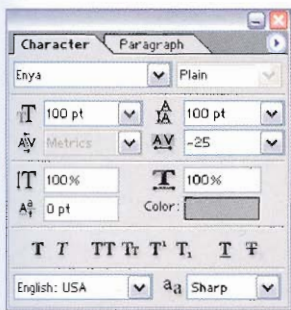 Character Paragraph
Enya Plain
100 pt 100 pt
Metrics -25
100% 100%
0 pt Color:
T T TT Tr T¹ T₁ T T
English: USA aa Sharp